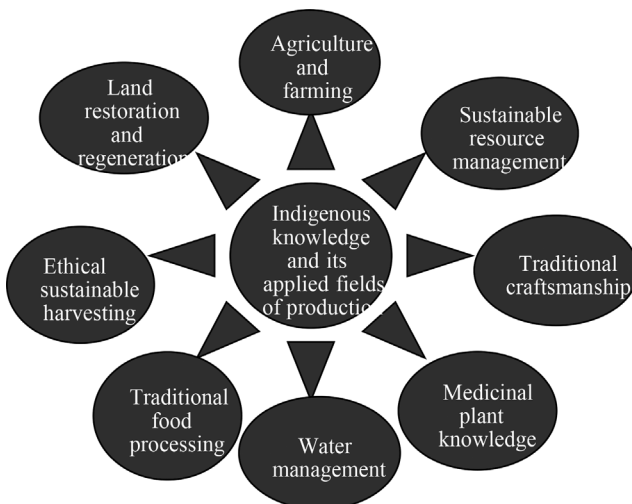 Agriculture
and
farming
Sustainable
resource
management
Traditional
craftsmanship
Medicinal
plant
knowledge
Water
management
Traditional
food
processing
Ethical
sustainable
harvesting
Land
restoration
and
regeneration
Indigenous
knowledge
and its
applied fields
of production